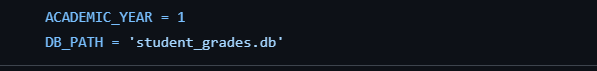 ACADEMIC_YEAR = 1
DB_PATH = 'student_grades.db'